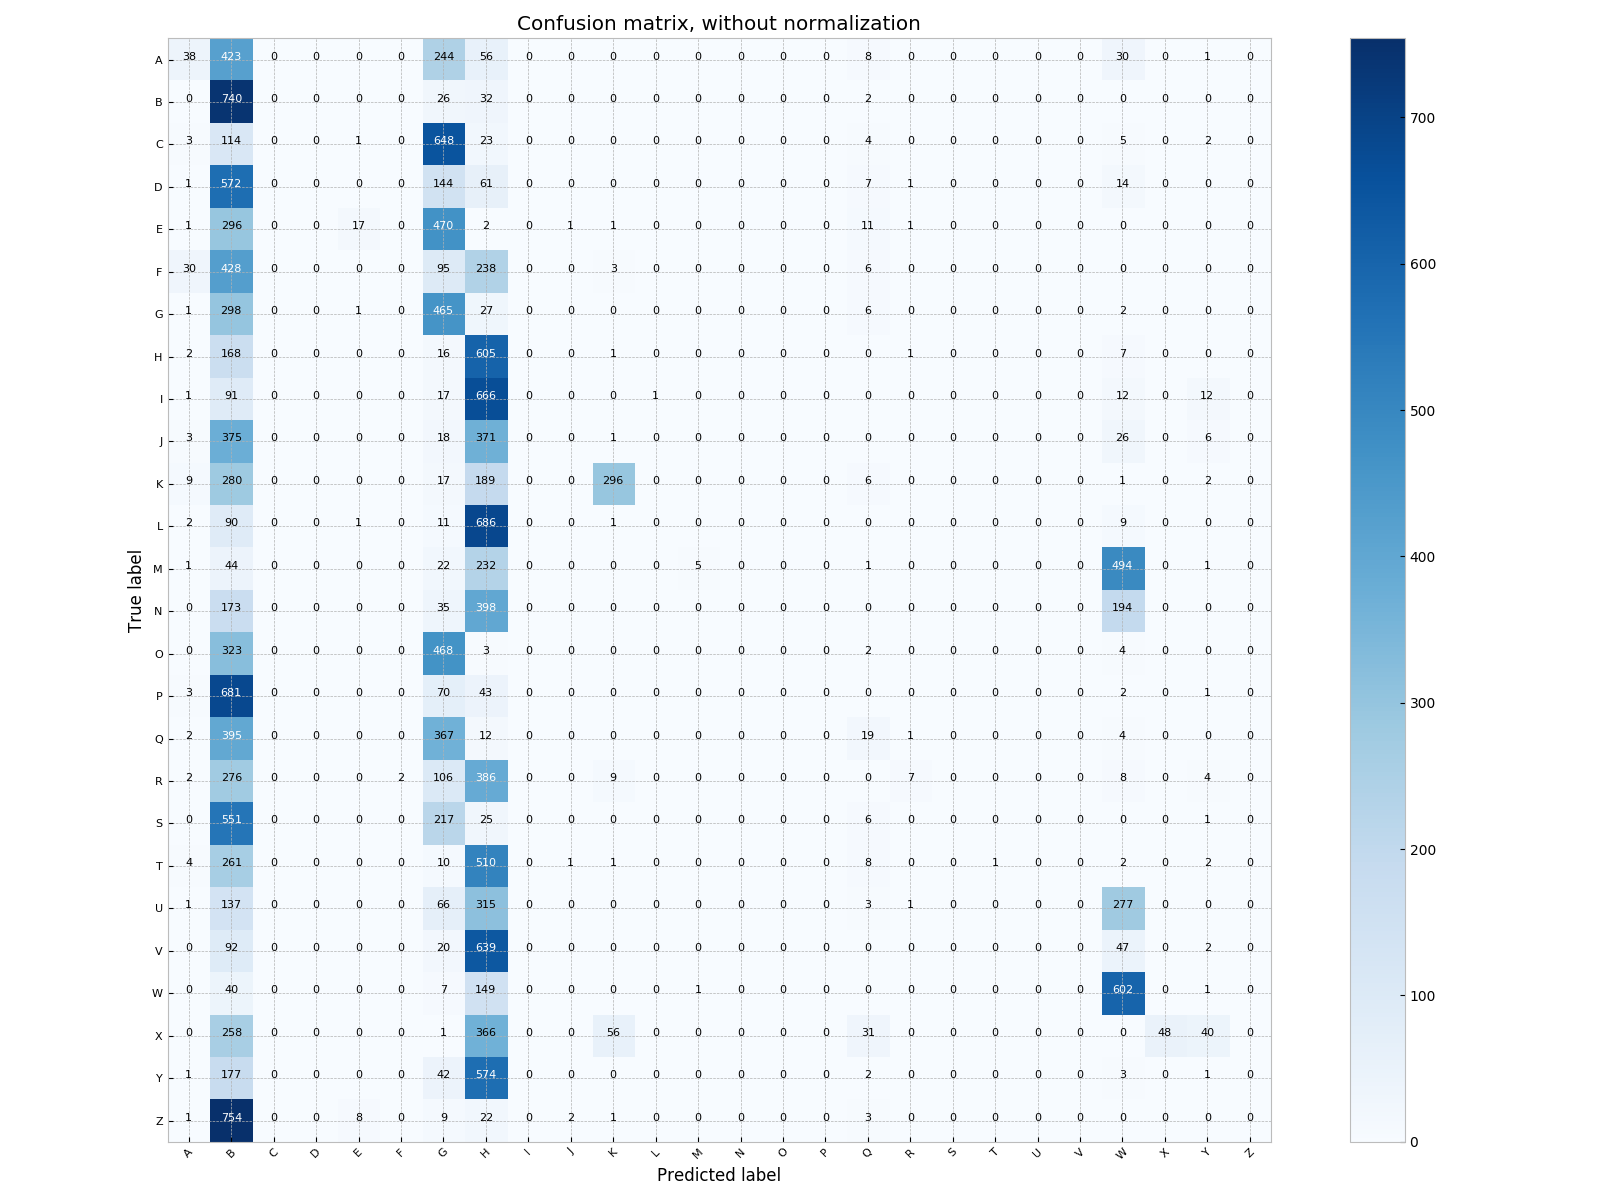 Confusion matrix, without normalization
A 38 423 0 0 0 0 244 56 0 0 0 0 0 0 0 0 8 0 0 0 0 0 30 0 1 0
B 0 740 0 0 0 0 26 32 0 0 0 0 0 0 0 0 2 0 0 0 0 0 0 0 0 0
C 3 114 0 0 1 0 648 23 0 0 0 0 0 0 0 0 4 0 0 0 0 0 5 0 2 0
D 1 572 0 0 0 0 144 61 0 0 0 0 0 0 0 0 7 1 0 0 0 0 14 0 0 0
E 1 296 0 0 17 0 470 2 0 1 1 0 0 0 0 0 11 1 0 0 0 0 0 0 0 0
F 30 428 0 0 0 0 95 238 0 0 3 0 0 0 0 0 6 0 0 0 0 0 0 0 0 0
G 1 298 0 0 1 0 465 27 0 0 0 0 0 0 0 0 6 0 0 0 0 0 2 0 0 0
H 2 168 0 0 0 0 16 605 0 0 1 0 0 0 0 0 0 1 0 0 0 0 7 0 0 0
I 1 91 0 0 0 0 17 666 0 0 0 1 0 0 0 0 0 0 0 0 0 0 12 0 12 0
J 3 375 0 0 0 0 18 371 0 0 1 0 0 0 0 0 0 0 0 0 0 0 26 0 6 0
K 9 280 0 0 0 0 17 189 0 0 296 0 0 0 0 0 6 0 0 0 0 0 1 0 2 0
L 2 90 0 0 1 0 11 686 0 0 1 0 0 0 0 0 0 0 0 0 0 0 9 0 0 0
M 1 44 0 0 0 0 22 232 0 0 0 0 5 0 0 0 1 0 0 0 0 0 494 0 1 0
N 0 173 0 0 0 0 35 398 0 0 0 0 0 0 0 0 0 0 0 0 0 0 194 0 0 0
O 0 323 0 0 0 0 468 3 0 0 0 0 0 0 0 0 2 0 0 0 0 0 4 0 0 0
P 3 681 0 0 0 0 70 43 0 0 0 0 0 0 0 0 0 0 0 0 0 0 2 0 1 0
Q 2 395 0 0 0 0 367 12 0 0 0 0 0 0 0 0 19 1 0 0 0 0 4 0 0 0
R 2 276 0 0 0 2 106 386 0 0 9 0 0 0 0 0 0 7 0 0 0 0 8 0 4 0
S 0 551 0 0 0 0 217 25 0 0 0 0 0 0 0 0 6 0 0 0 0 0 0 0 1 0
T 4 261 0 0 0 0 10 510 0 1 1 0 0 0 0 0 8 0 0 1 0 0 2 0 2 0
U 1 137 0 0 0 0 66 315 0 0 0 0 0 0 0 0 3 1 0 0 0 0 277 0 0 0
V 0 92 0 0 0 0 20 639 0 0 0 0 0 0 0 0 0 0 0 0 0 0 47 0 2 0
W 0 40 0 0 0 0 7 149 0 0 0 0 1 0 0 0 0 0 0 0 0 0 602 0 1 0
X 0 258 0 0 0 0 1 366 0 0 56 0 0 0 0 0 31 0 0 0 0 0 0 48 40 0
Y 1 177 0 0 0 0 42 574 0 0 0 0 0 0 0 0 2 0 0 0 0 0 3 0 1 0
Z 1 754 0 0 8 0 9 22 0 2 1 0 0 0 0 0 3 0 0 0 0 0 0 0 0 0
A B C D E F G H I J K L M N O P Q R S T U V W X Y Z
Predicted label
True label
700
600
500
400
300
200
100
0